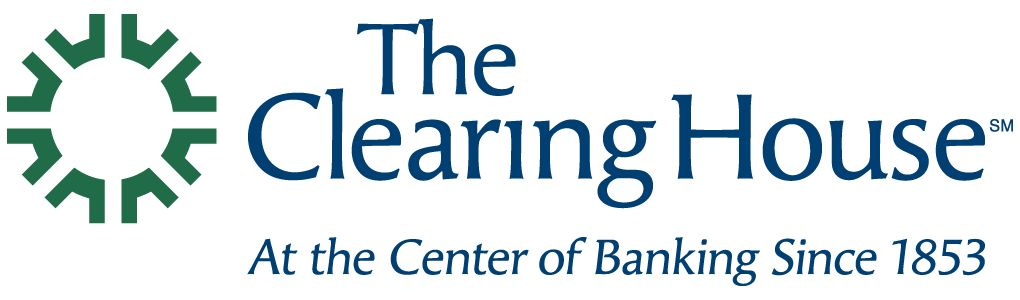 The
Clearing House℠
At the Center of Banking Since 1853